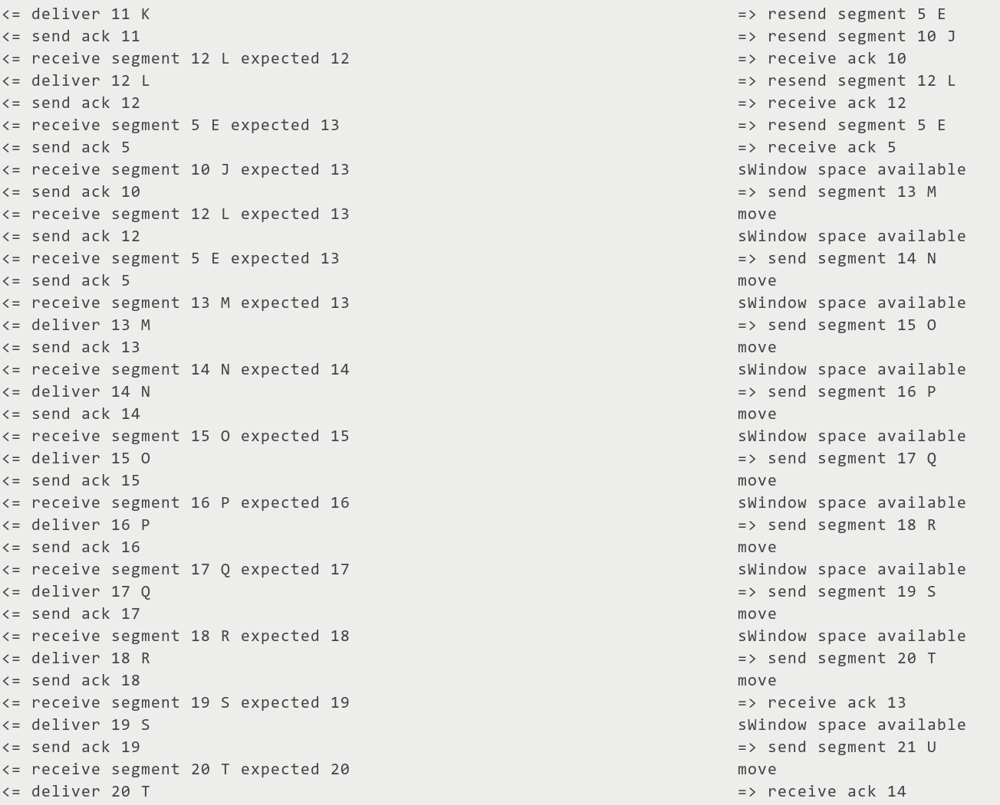 <= deliver 11 K
<= send ack 11
<= receive segment 12 L expected 12
<= deliver 12 L
<= send ack 12
<= receive segment 5 E expected 13
<= send ack 5
<= receive segment 10 J expected 13
<= send ack 10
<= receive segment 12 L expected 13
<= send ack 12
<= receive segment 5 E expected 13
<= send ack 5
<= receive segment 13 M expected 13
<= deliver 13 M
<= send ack 13
<= receive segment 14 N expected 14
<= deliver 14 N
<= send ack 14
<= receive segment 15 O expected 15
<= deliver 15 O
<= send ack 15
<= receive segment 16 P expected 16
<= deliver 16 P
<= send ack 16
<= receive segment 17 Q expected 17
<= deliver 17 Q
<= send ack 17
<= receive segment 18 R expected 18
<= deliver 18 R
<= send ack 18
<= receive segment 19 S expected 19
<= deliver 19 S
<= send ack 19
<= receive segment 20 T expected 20
<= deliver 20 T
=> resend segment 5 E
=> resend segment 10 J
=> receive ack 10
=> resend segment 12 L
=> receive ack 12
=> resend segment 5 E
=> receive ack 5
sWindow space available
=> send segment 13 M
move
sWindow space available
=> send segment 14 N
move
sWindow space available
=> send segment 15 O
move
sWindow space available
=> send segment 16 P
move
sWindow space available
=> send segment 17 Q
move
sWindow space available
=> send segment 18 R
move
sWindow space available
=> send segment 19 S
move
sWindow space available
=> send segment 20 T
move
=> receive ack 13
sWindow space available
=> send segment 21 U
move
=> receive ack 14